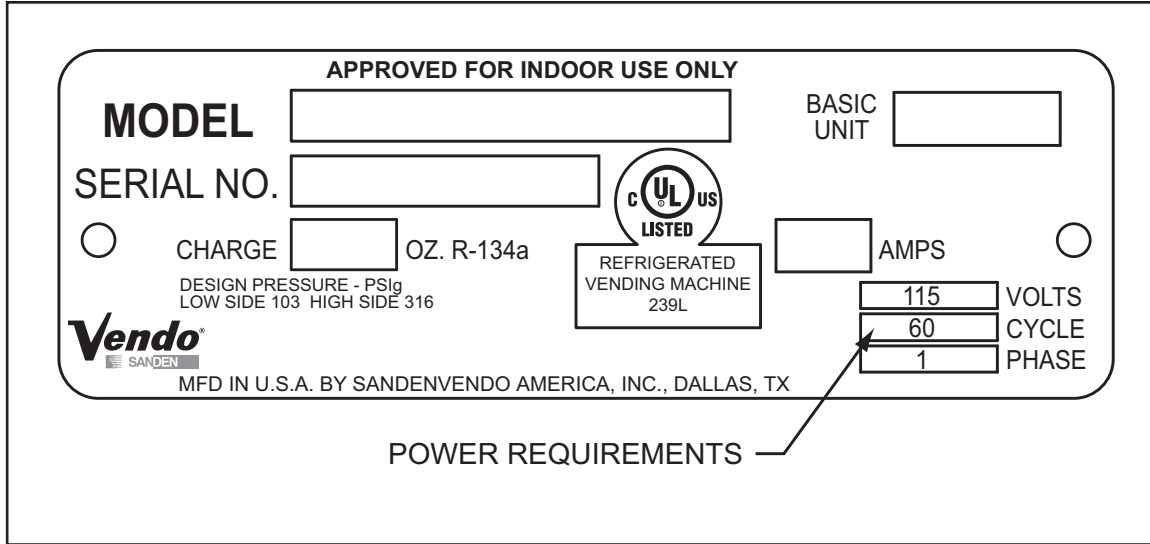 APPROVED FOR INDOOR USE ONLY
MODEL
BASIC
UNIT
SERIAL NO.
C UL US
LISTED
CHARGE OZ. R-134a
AMPS
REFRIGERATED
VENDING MACHINE
239L
DESIGN PRESSURE - PSIg
LOW SIDE 103 HIGH SIDE 316
115 VOLTS
60 CYCLE
1 PHASE
Vendo®
SANDEN
MFD IN U.S.A. BY SANDENVENDO AMERICA, INC., DALLAS, TX
POWER REQUIREMENTS